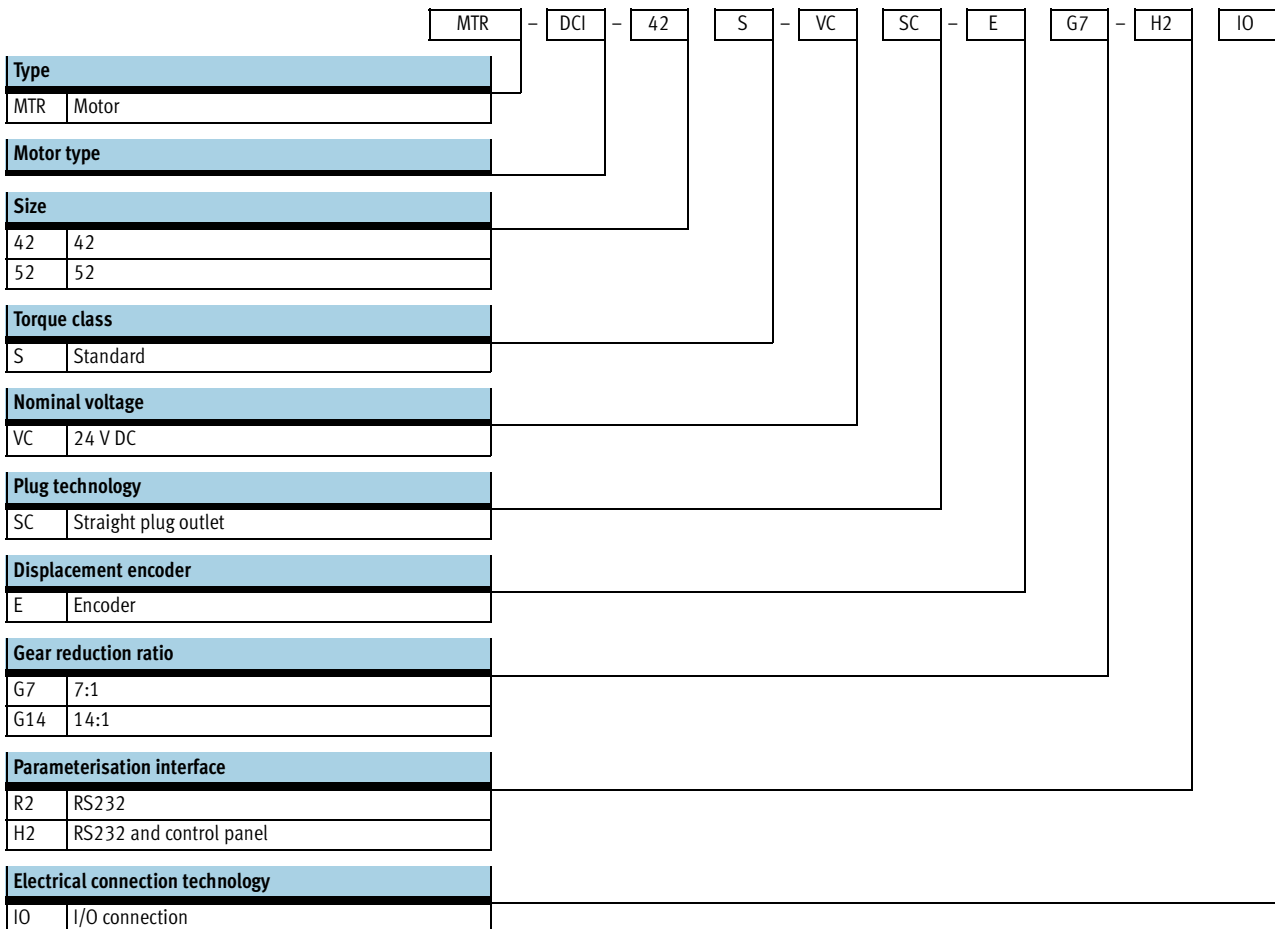 MTR – DCI – 42 S – VC SC – E G7 – H2 IO
Type
MTR Motor
Motor type
Size
42 42
52 52
Torque class
S Standard
Nominal voltage
VC 24 V DC
Plug technology
SC Straight plug outlet
Displacement encoder
E Encoder
Gear reduction ratio
G7 7:1
G14 14:1
Parameterisation interface
R2 RS232
H2 RS232 and control panel
Electrical connection technology
IO I/O connection